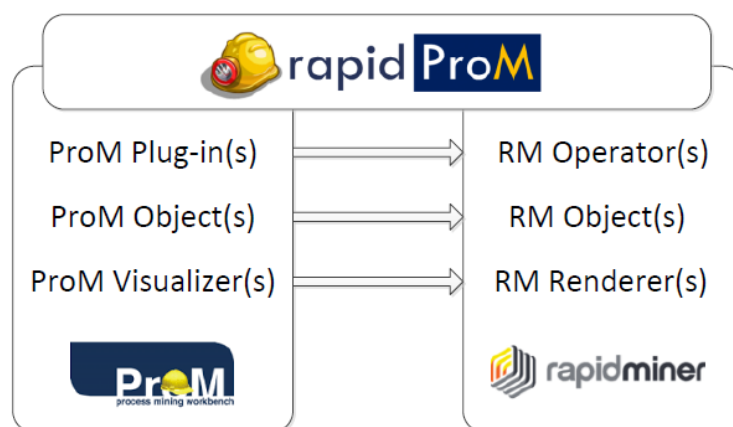 rapid ProM
ProM Plug-in(s)
RM Operator(s)
ProM Object(s)
RM Object(s)
ProM Visualizer(s)
RM Renderer(s)
ProM
process mining workbench
rapidminer